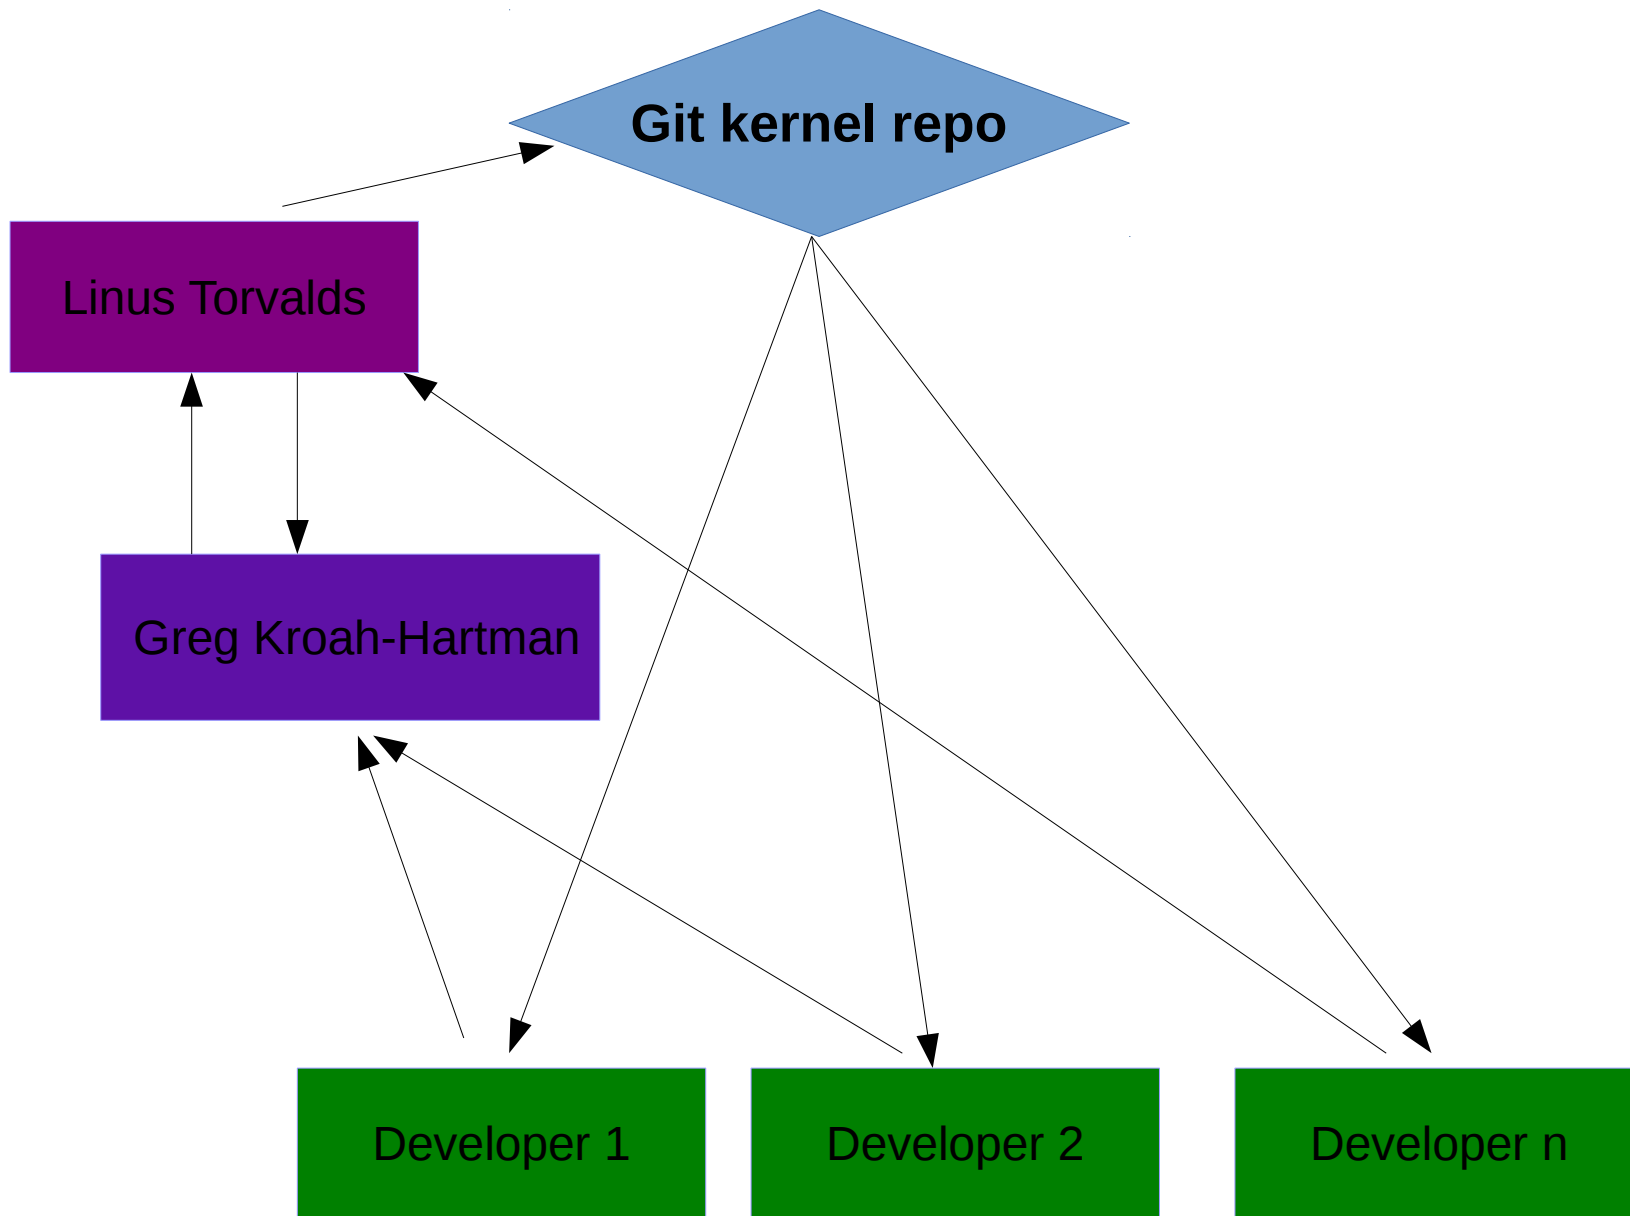 Git kernel repo
Linus Torvalds
Greg Kroah-Hartman
Developer 1
Developer 2
Developer n